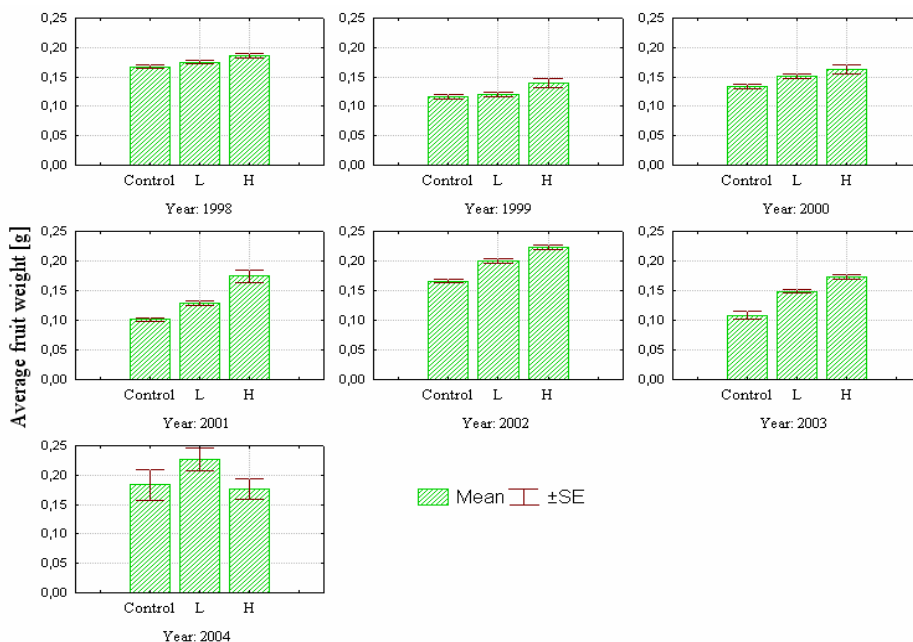 0,25 0,25 0,25
0,20 0,20 0,20
0,15 0,15 0,15
0,10 0,10 0,10
0,05 0,05 0,05
0,00 0,00 0,00
Control L H Control L H Control L H
Year: 1998 Year: 1999 Year: 2000
Average fruit weight [g]
0,25 0,25 0,25
0,20 0,20 0,20
0,15 0,15 0,15
0,10 0,10 0,10
0,05 0,05 0,05
0,00 0,00 0,00
Control L H Control L H Control L H
Year: 2001 Year: 2002 Year: 2003
0,25
0,20
0,15
0,10
0,05
0,00
Control L H
Year: 2004
Mean ±SE